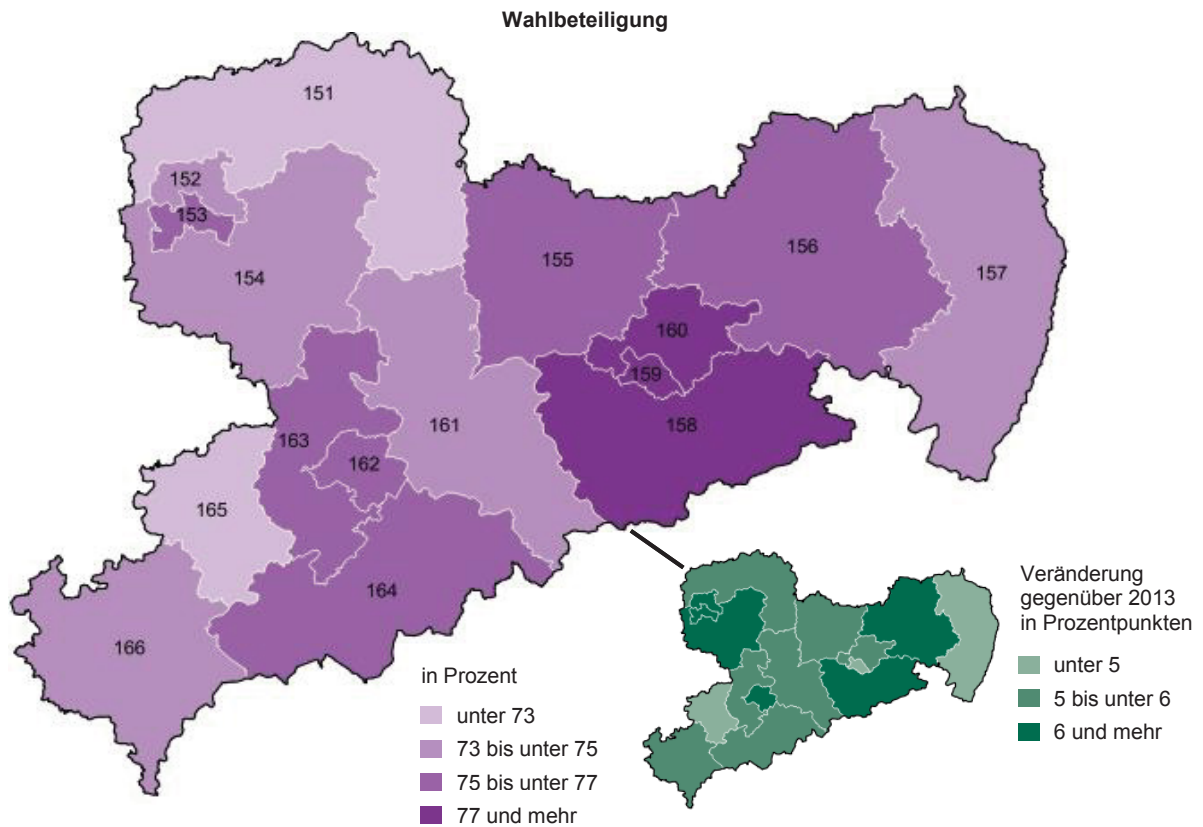 Wahlbeteiligung
151
152
153
154
155
156
157
160
159
158
161
163
162
165
164
166
in Prozent
unter 73
73 bis unter 75
75 bis unter 77
77 und mehr
Veränderung
gegenüber 2013
in Prozentpunkten
unter 5
5 bis unter 6
6 und mehr